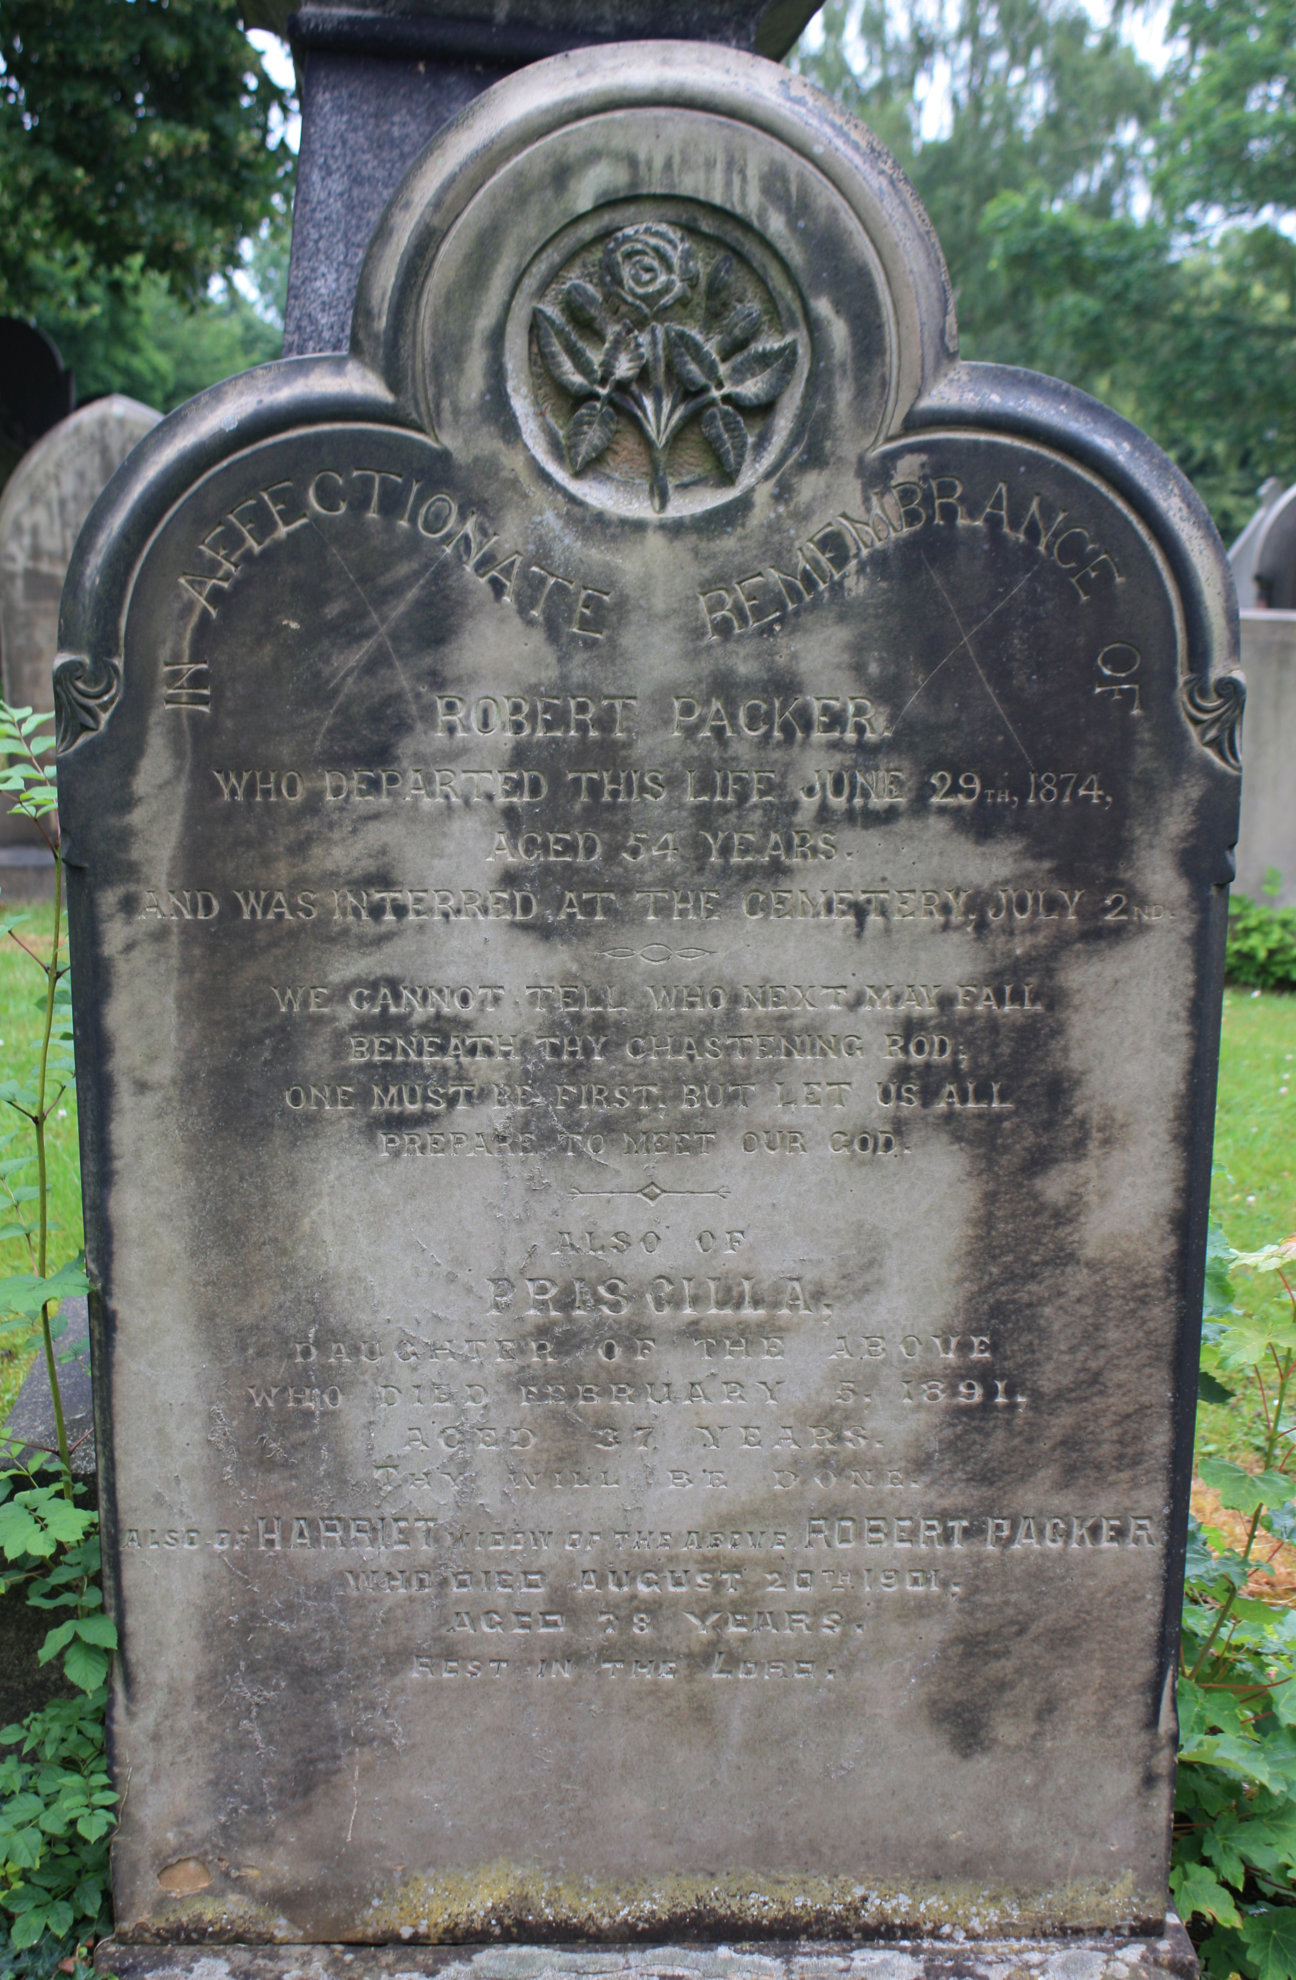 IN AFFECTIONATE REMEMBRANCE OF
ROBERT PACKER.
WHO DEPARTED THIS LIFE JUNE 29TH, 1874,
AGED 54 YEARS.
AND WAS INTERRED AT THE CEMETERY, JULY 2ND.
WE CANNOT TELL WHO NEXT MAY FALL
BENEATH THY CHASTENING ROD;
ONE MUST BE FIRST, BUT LET US ALL
PREPARE TO MEET OUR GOD.
ALSO OF
PRISCILLA,
DAUGHTER OF THE ABOVE
WHO DIED FEBRUARY 5, 1891,
AGED 37 YEARS.
THY WILL BE DONE.
ALSO OF HARRIET WIDOW OF THE ABOVE ROBERT PACKER
WHO DIED AUGUST 20TH 1901,
AGED 78 YEARS.
REST IN THE LORD.